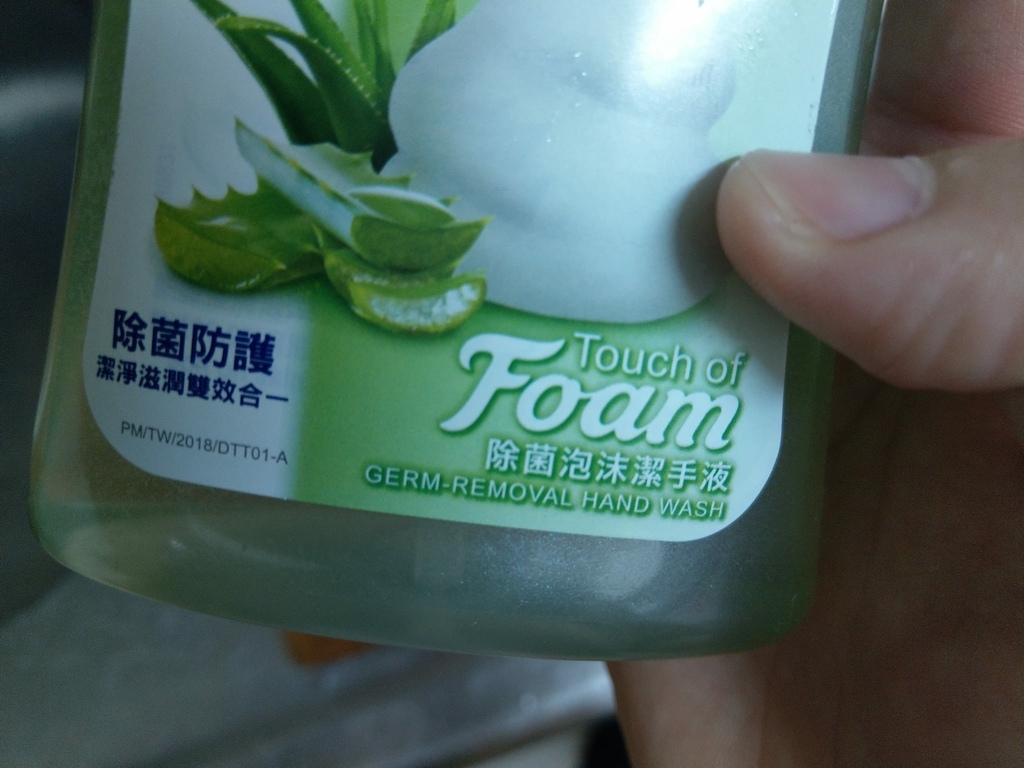 除菌防護
潔淨滋潤雙效合一
PM/TW/2018/DTT01-A
Touch of
Foam
除菌泡沫潔手液
GERM-REMOVAL HAND WASH